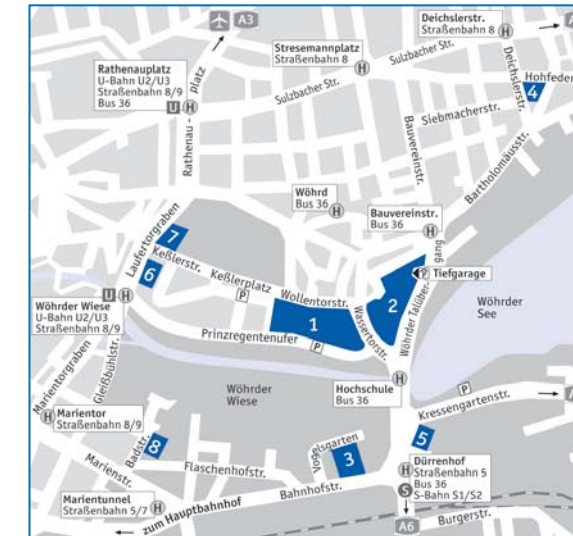 A3
Deichslerstr.
Straßenbahn 8
A
Rathenauplatz
U-Bahn U2/U3
Straßenbahn 8/9
Bus 36
U H
Rathenau - platz
Stresemannplatz
Straßenbahn 8
H
H
Sulzbacher Str.
Sulzbacher Str.
Deichslerstr.
Hohfeder
4
Siebmacherstr.
Bauvereinstr.
Bartholomäusstr.
Wöhrd
Bus 36
H
Bauvereinstr.
Bus 36
H
Laufertorgraben
7
Keßlerstr.
6
Keßlerplatz
P
Wollentorstr.
1
2
P Tiefgarage
Wöhrder Talüber-
gang
Wassertorstr.
Wöhrder
See
U H
Wöhrder Wiese
U-Bahn U2/U3
Straßenbahn 8/9
Prinzregentenufer
P
Marientorgraben
Gleißbühlstr.
Wöhrder
Wiese
H
Hochschule
Bus 36
P
Kressengartenstr.
A
H
Marientor
Straßenbahn 8/9
Badstr.
8
Vogelsgarten
3
5
Marienstr.
Flaschenhofstr.
Bahnhofstr.
H
Dürrenhof
Straßenbahn 5
Bus 36
S-Bahn S1/S2
S
Marientunnel
Straßenbahn 5/7
H
zum Hauptbahnhof
A6
Burgerstr.